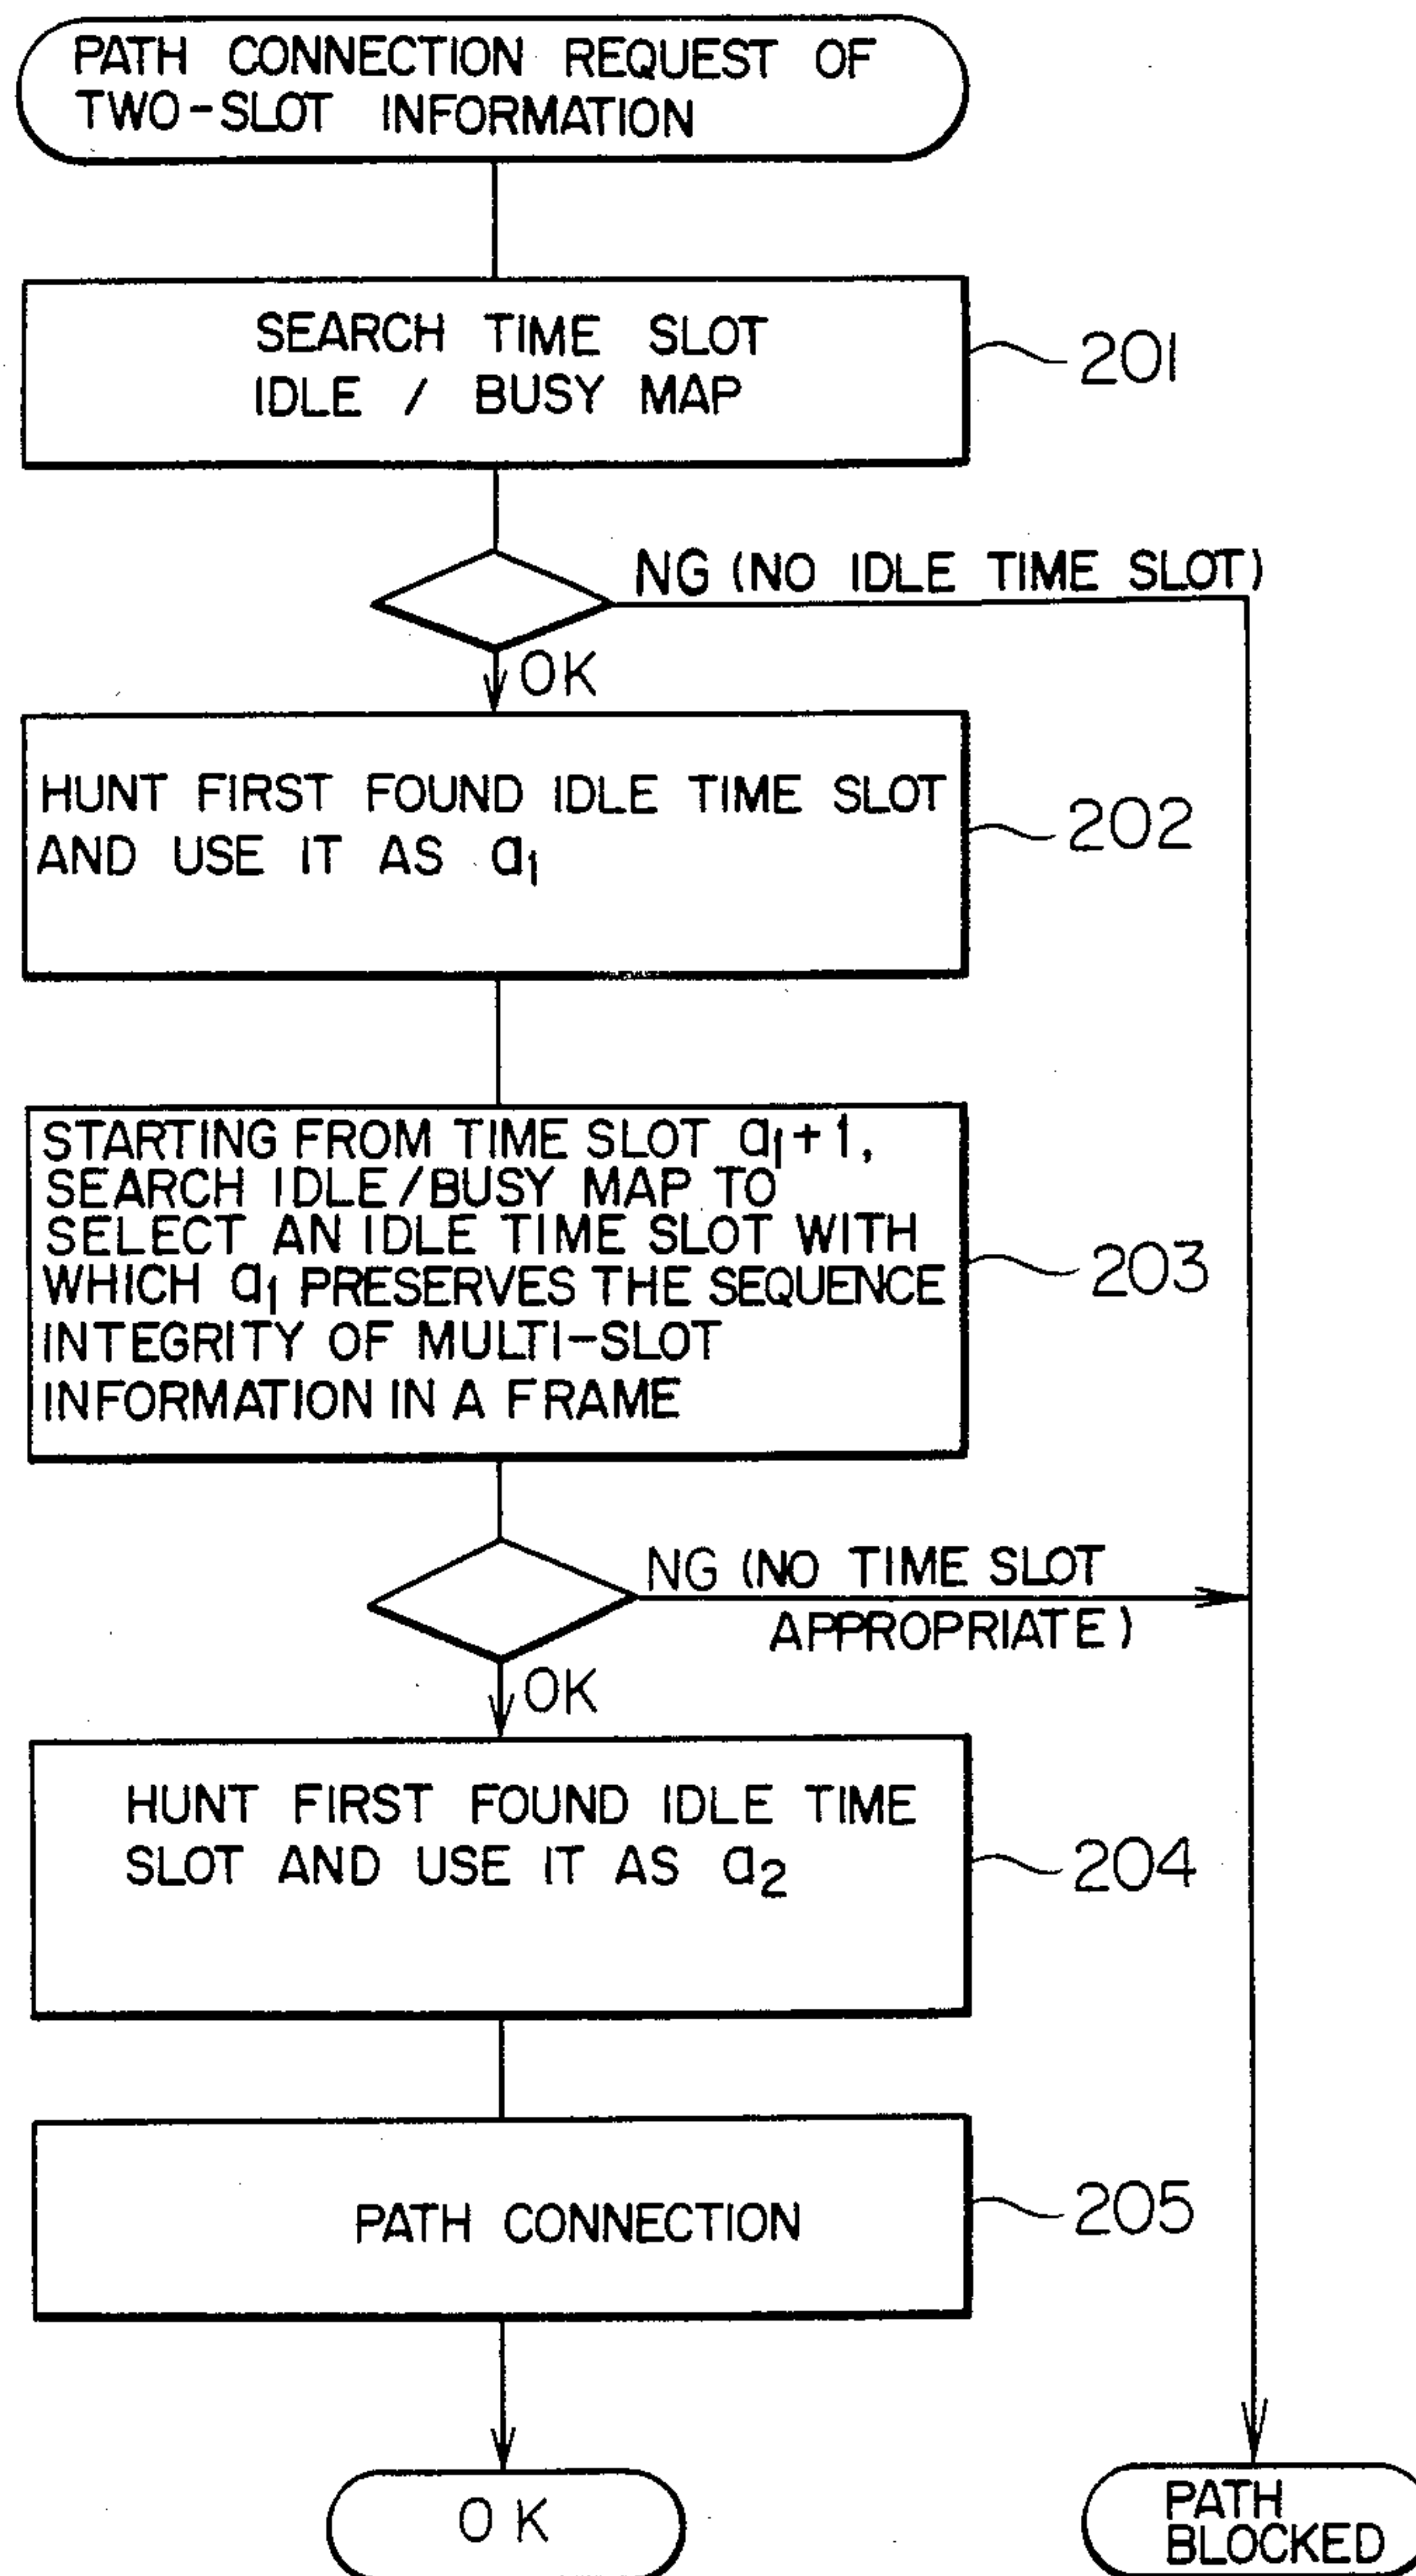 PATH CONNECTION REQUEST OF
TWO-SLOT INFORMATION
SEARCH TIME SLOT
IDLE / BUSY MAP
201
NG (NO IDLE TIME SLOT)
OK
HUNT FIRST FOUND IDLE TIME SLOT
AND USE IT AS a₁
202
STARTING FROM TIME SLOT a₁+1,
SEARCH IDLE/BUSY MAP TO
SELECT AN IDLE TIME SLOT WITH
WHICH a₁ PRESERVES THE SEQUENCE
INTEGRITY OF MULTI-SLOT
INFORMATION IN A FRAME
203
NG (NO TIME SLOT
APPROPRIATE)
OK
HUNT FIRST FOUND IDLE TIME
SLOT AND USE IT AS a₂
204
PATH CONNECTION
205
OK
PATH
BLOCKED